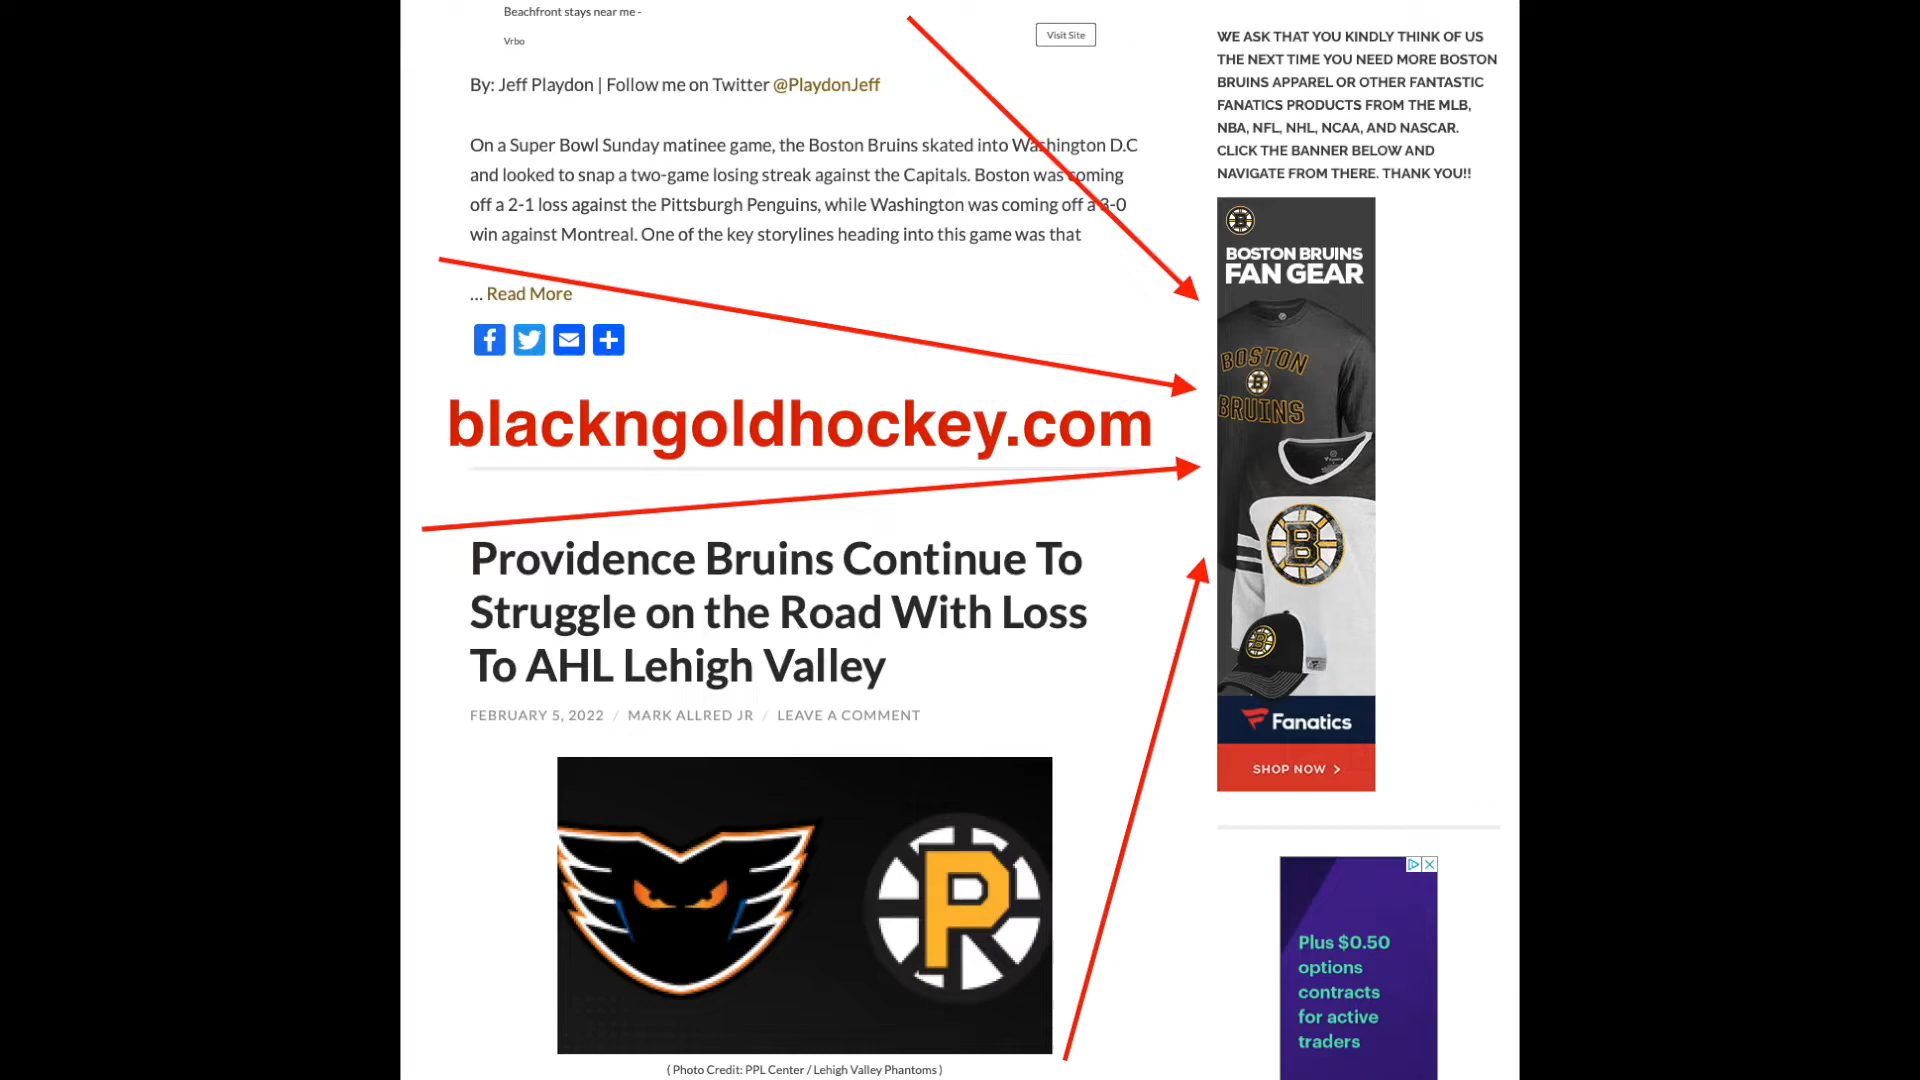 Beachfront stays near me -
Vrbo
Visit Site
By: Jeff Playdon | Follow me on Twitter @PlaydonJeff
On a Super Bowl Sunday matinee game, the Boston Bruins skated into Washington D.C
and looked to snap a two-game losing streak against the Capitals. Boston was coming
off a 2-1 loss against the Pittsburgh Penguins, while Washington was coming off a 3-0
win against Montreal. One of the key storylines heading into this game was that
... Read More
blackngoldhockey.com
Providence Bruins Continue To
Struggle on the Road With Loss
To AHL Lehigh Valley
FEBRUARY 5, 2022 / MARK ALLRED JR / LEAVE A COMMENT
P
( Photo Credit: PPL Center / Lehigh Valley Phantoms )
WE ASK THAT YOU KINDLY THINK OF US
THE NEXT TIME YOU NEED MORE BOSTON
BRUINS APPAREL OR OTHER FANTASTIC
FANATICS PRODUCTS FROM THE MLB,
NBA, NFL, NHL, NCAA, AND NASCAR.
CLICK THE BANNER BELOW AND
NAVIGATE FROM THERE. THANK YOU!!
B
BOSTON BRUINS
FAN GEAR
BOSTON
B
BRUINS
B
B
Fanatics
SHOP NOW >
Plus $0.50
options
contracts
for active
traders